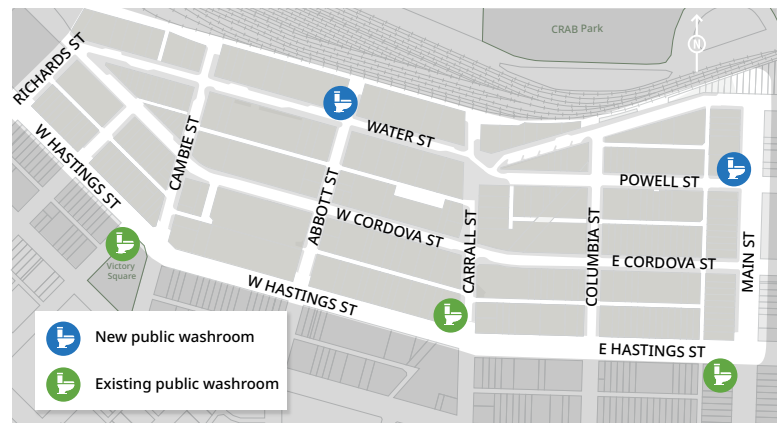 CRAB Park
N
RICHARDS ST
WATER ST
CAMBIE ST
POWELL ST
W HASTINGS ST
ABBOTT ST
W CORDOVA ST
CARRALL ST
COLUMBIA ST
E CORDOVA ST
MAIN ST
Victory
Square
W HASTINGS ST
E HASTINGS ST
New public washroom
Existing public washroom